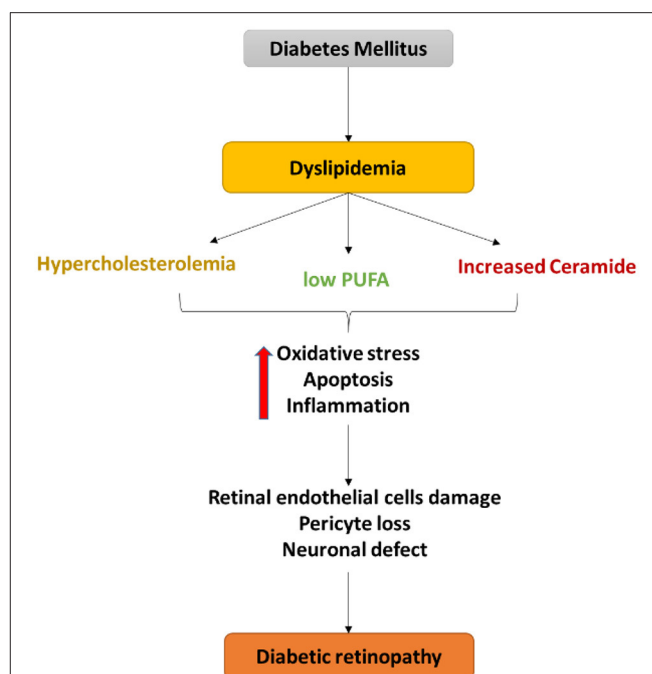 Diabetes Mellitus
Dyslipidemia
Hypercholesterolemia
low PUFA
Increased Ceramide
Oxidative stress
Apoptosis
Inflammation
Retinal endothelial cells damage
Pericyte loss
Neuronal defect
Diabetic retinopathy